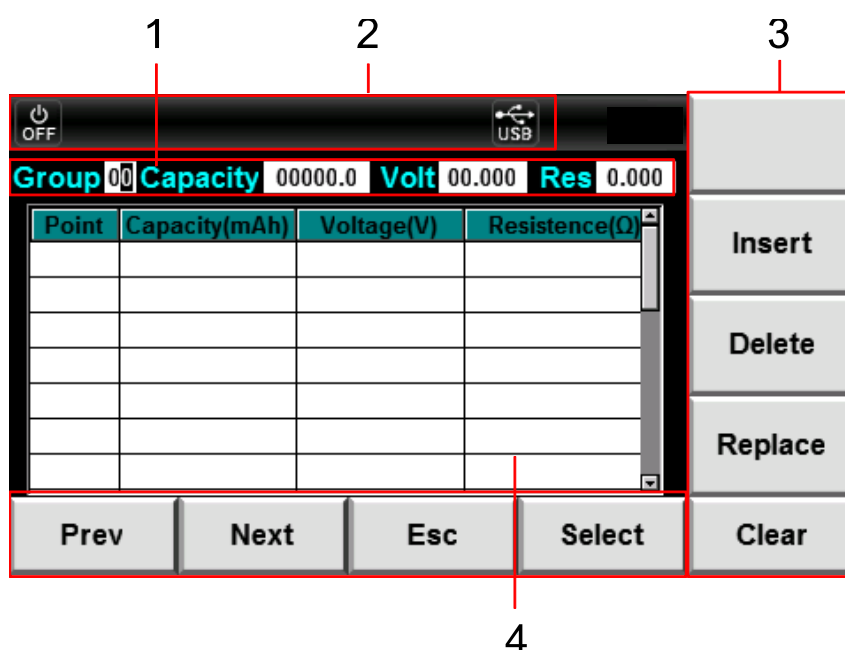 1 2 3
OFF USB
Group 00 Capacity 00000.0 Volt 00.000 Res 0.000
Point Capacity(mAh) Voltage(V) Resistence(Ω)
Insert
Delete
Replace
Prev Next Esc Select Clear
4